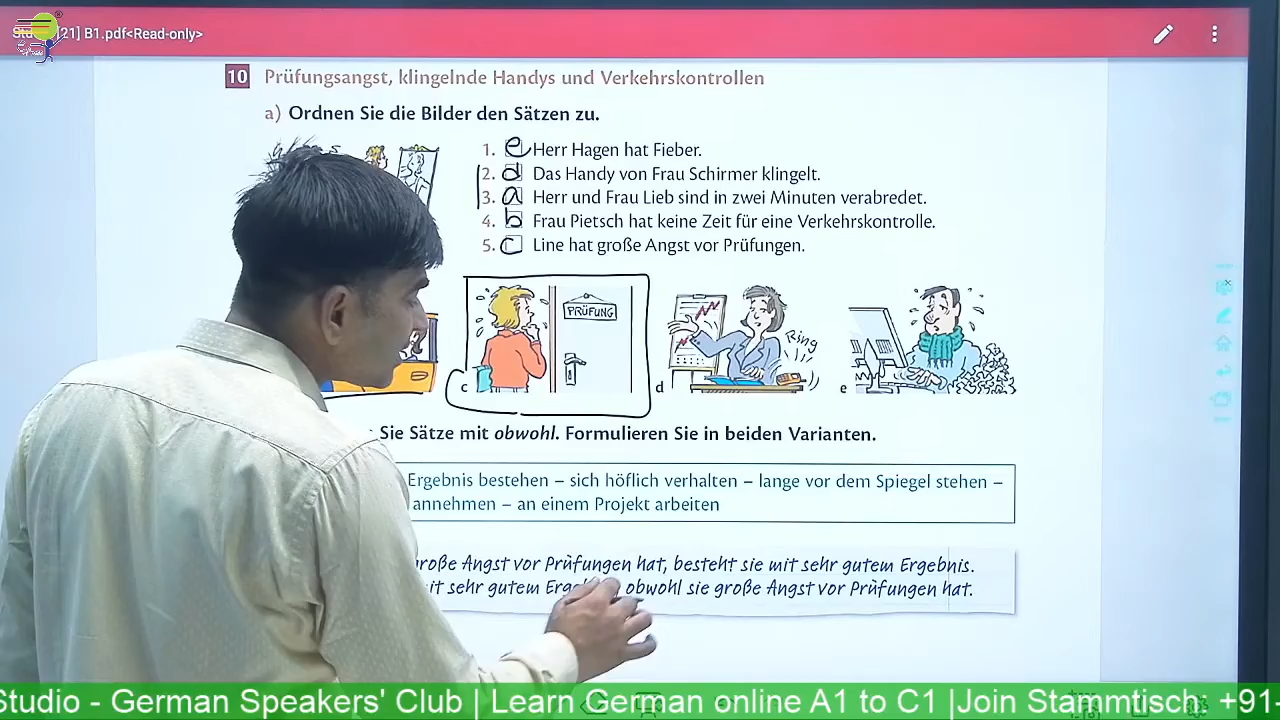 [21] B1.pdf<Read-only>
10 Prüfungsangst, klingelnde Handys und Verkehrskontrollen
a) Ordnen Sie die Bilder den Sätzen zu.
1. e Herr Hagen hat Fieber.
2. d Das Handy von Frau Schirmer klingelt.
3. a Herr und Frau Lieb sind in zwei Minuten verabredet.
4. b Frau Pietsch hat keine Zeit für eine Verkehrskontrolle.
5. c Line hat große Angst vor Prüfungen.
PRÜFUNG
Ring
c d e
Sie Sätze mit obwohl. Formulieren Sie in beiden Varianten.
Ergebnis bestehen – sich höflich verhalten – lange vor dem Spiegel stehen –
annehmen – an einem Projekt arbeiten
große Angst vor Prüfungen hat, besteht sie mit sehr gutem Ergebnis.
mit sehr gutem obwohl sie große Angst vor Prüfungen hat.
Studio - German Speakers' Club | Learn German online A1 to C1 |Join Stammtisch: +91-